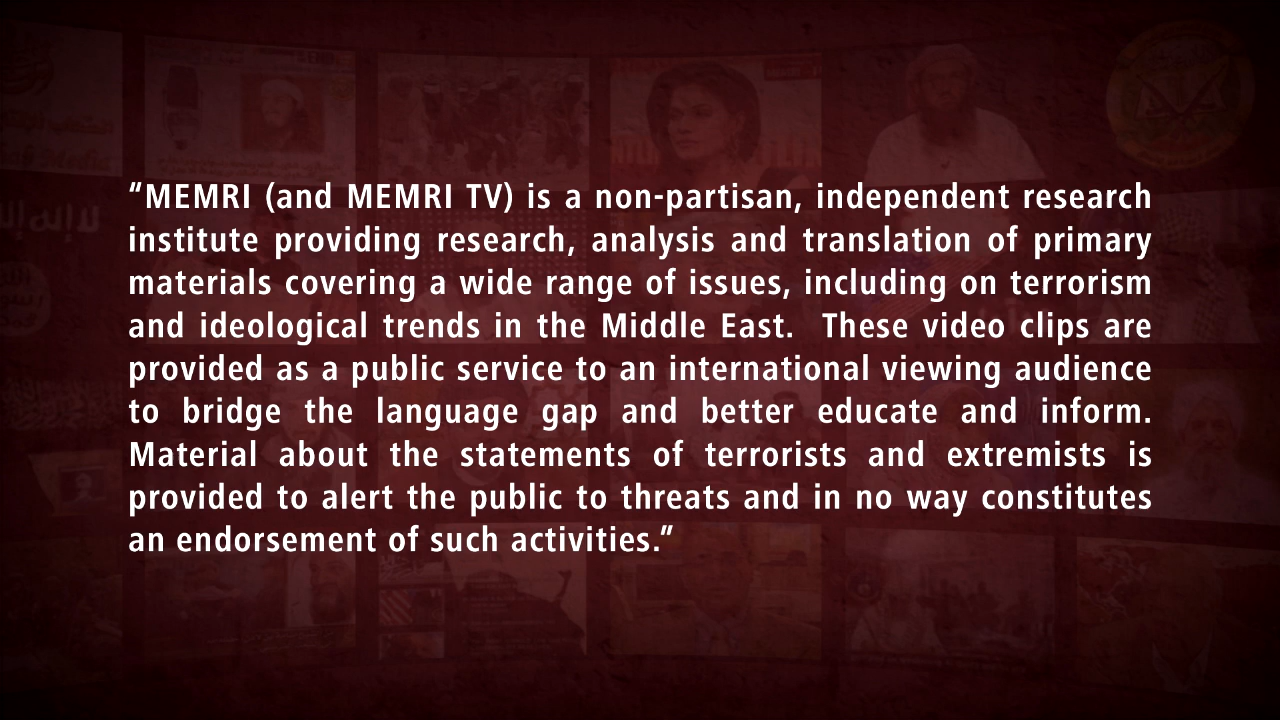 “MEMRI (and MEMRI TV) is a non-partisan, independent research
institute providing research, analysis and translation of primary
materials covering a wide range of issues, including on terrorism
and ideological trends in the Middle East.  These video clips are
provided as a public service to an international viewing audience
to bridge the language gap and better educate and inform.
Material about the statements of terrorists and extremists is
provided to alert the public to threats and in no way constitutes
an endorsement of such activities.”